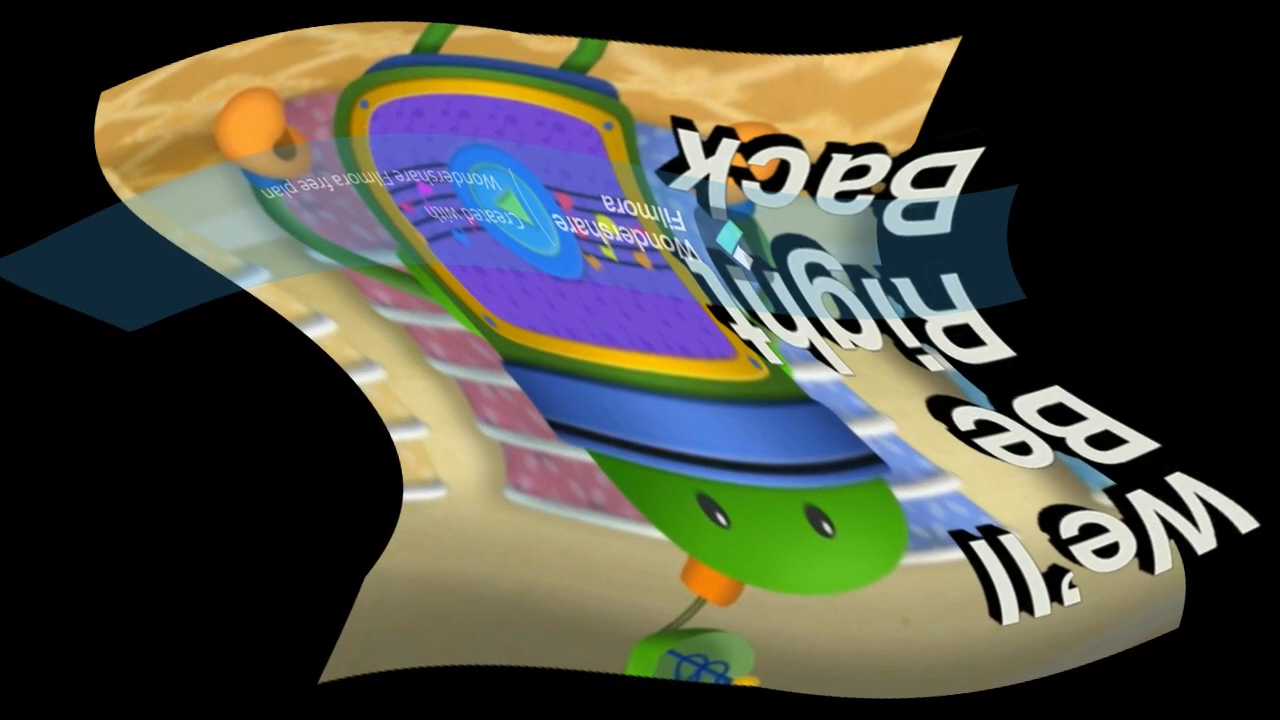 We'll
Be
Right
Back
Wondershare
Filmora
Created with
Wondershare Filmora free plan